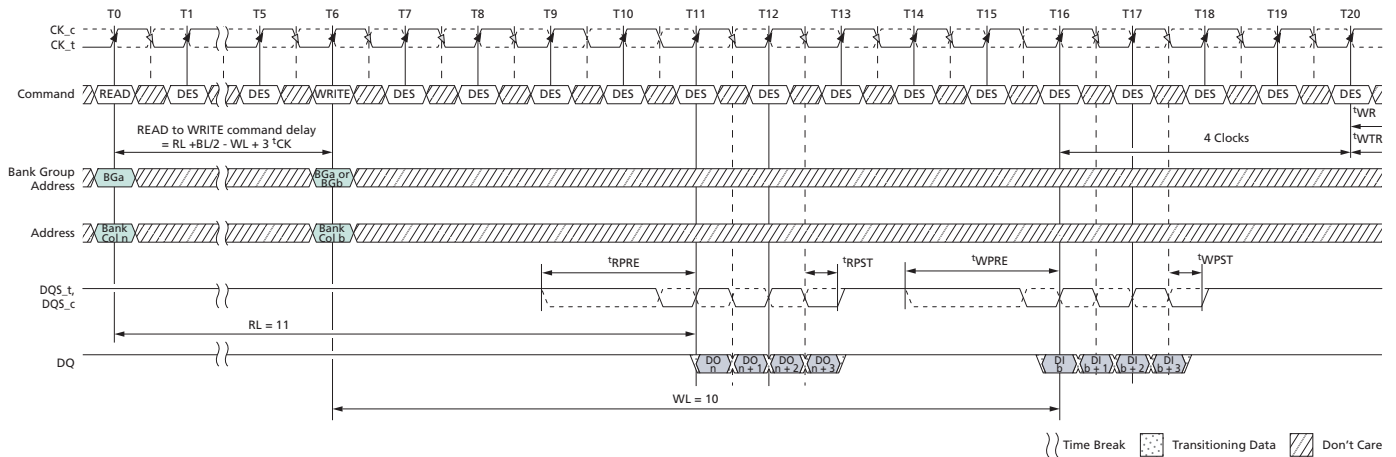 T0 T1 T5 T6 T7 T8 T9 T10 T11 T12 T13 T14 T15 T16 T17 T18 T19 T20
CK_c
CK_t
Command READ DES DES WRITE DES DES DES DES DES DES DES DES DES DES DES DES DES DES
tWR
READ to WRITE command delay
= RL +BL/2 - WL + 3 tCK
4 Clocks tWTR
Bank Group
Address
BGa
BGa or
BGb
Address
Bank
Col n
Bank
Col b
tRPRE tRPST tWPRE tWPST
DQS_t,
DQS_c
RL = 11
DQ
DO
n
DO
n + 1
DO
n + 2
DO
n + 3
DI
b
DI
b + 1
DI
b + 2
DI
b + 3
WL = 10
Time Break Transitioning Data Don't Care